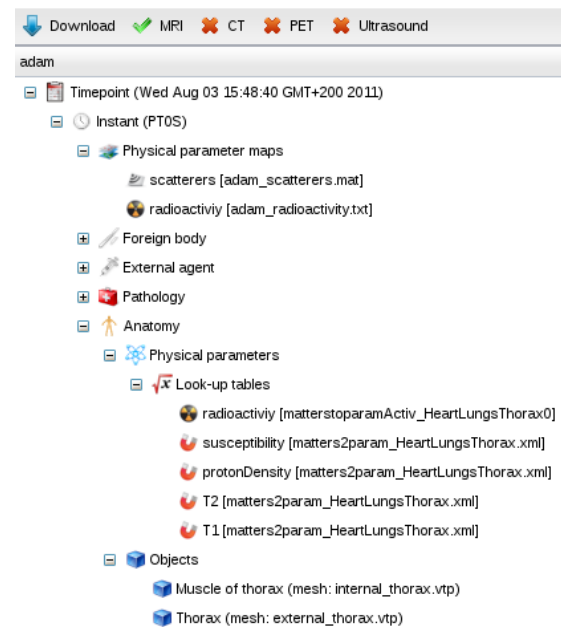 Download MRI CT PET Ultrasound
adam
Timepoint (Wed Aug 03 15:48:40 GMT+200 2011)
Instant (PT0S)
Physical parameter maps
scatterers [adam_scatterers.mat]
radioactiviy [adam_radioactivity.txt]
Foreign body
External agent
Pathology
Anatomy
Physical parameters
√x Look-up tables
radioactiviy [matterstoparamActiv_HeartLungsThorax0]
susceptibility [matters2param_HeartLungsThorax.xml]
protonDensity [matters2param_HeartLungsThorax.xml]
T2 [matters2param_HeartLungsThorax.xml]
T1 [matters2param_HeartLungsThorax.xml]
Objects
Muscle of thorax (mesh: internal_thorax.vtp)
Thorax (mesh: external_thorax.vtp)